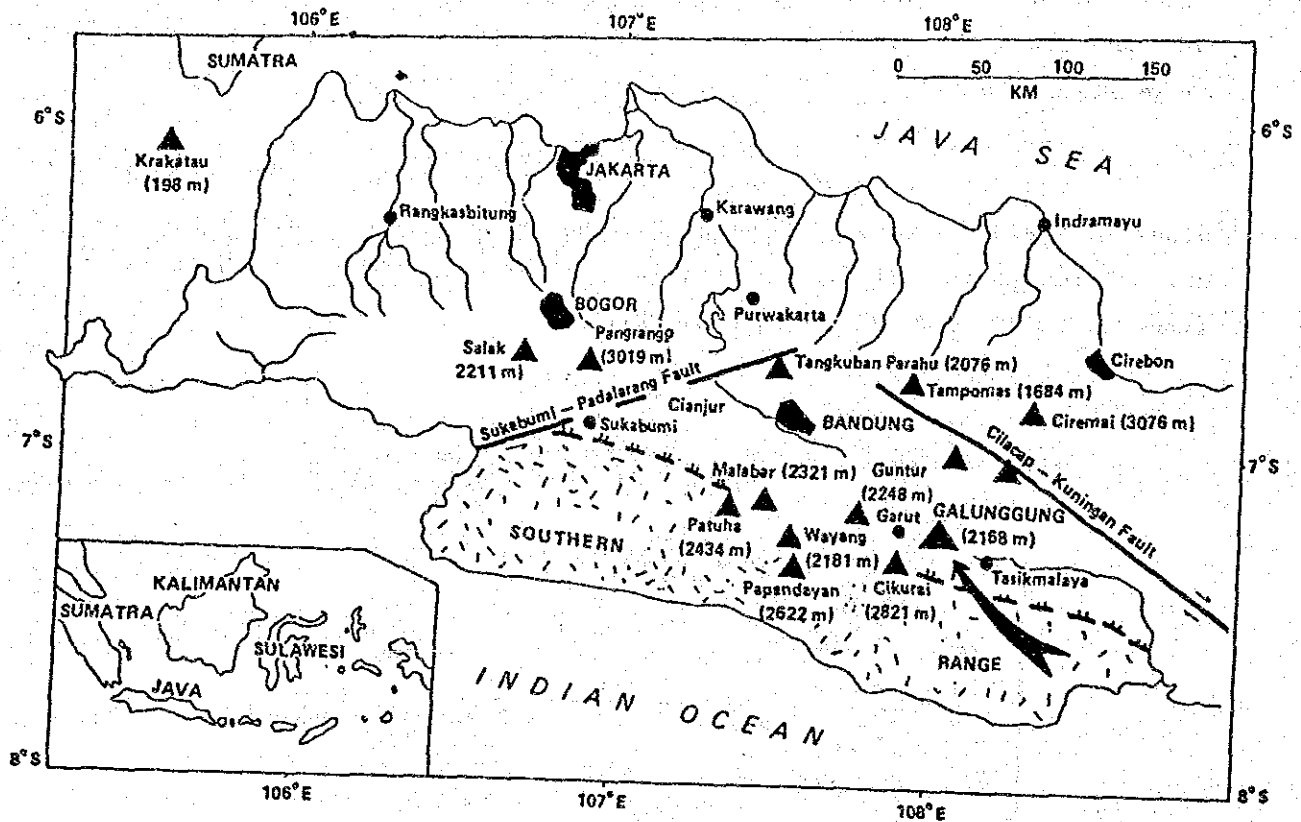 106°E
107°E
108°E
SUMATRA
0 50 100 150
KM
6°S
6°S
JAVA SEA
Krakatau
(198 m)
JAKARTA
Rangkasbitung
Karawang
Indramayu
BOGOR
Purwakarta
Salak
2211 m)
Pangrango
(3019 m)
Tangkuban Parahu (2076 m)
Cirebon
Tampomas (1684 m)
Sukabumi – Padalarang Fault
Cianjur
Sukabumi
BANDUNG
Ciremai (3076 m)
7°S
7°S
Cilacap – Kuningan Fault
Malabar (2321 m)
Guntur
(2248 m)
Garut
GALUNGGUNG
(2168 m)
SOUTHERN
Patuha
(2434 m)
Wayang
(2181 m)
Tasikmalaya
Papandayan
(2622 m)
Cikurai
(2821 m)
RANGE
KALIMANTAN
SUMATRA
SULAWESI
JAVA
INDIAN OCEAN
8°S
8°S
106°E
107°E
108°E